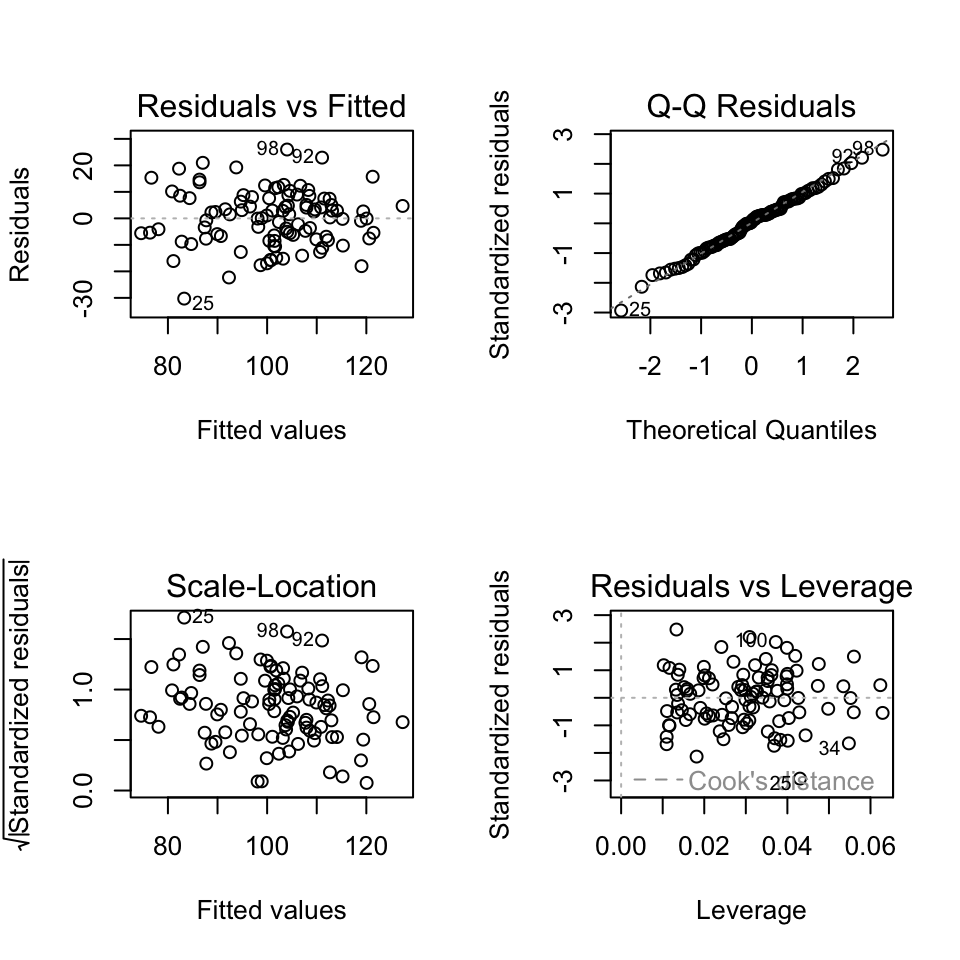 Residuals vs Fitted
Residuals
20
0
-30
98
92
25
80 100 120
Fitted values
Q-Q Residuals
Standardized residuals
3
1
-1
-3
98
92
25
-2 -1 0 1 2
Theoretical Quantiles
Scale-Location
√|Standardized residuals|
1.0
0.0
25
98
92
80 100 120
Fitted values
Residuals vs Leverage
Standardized residuals
3
1
-1
-3
100
34
25
Cook's distance
0.00 0.02 0.04 0.06
Leverage